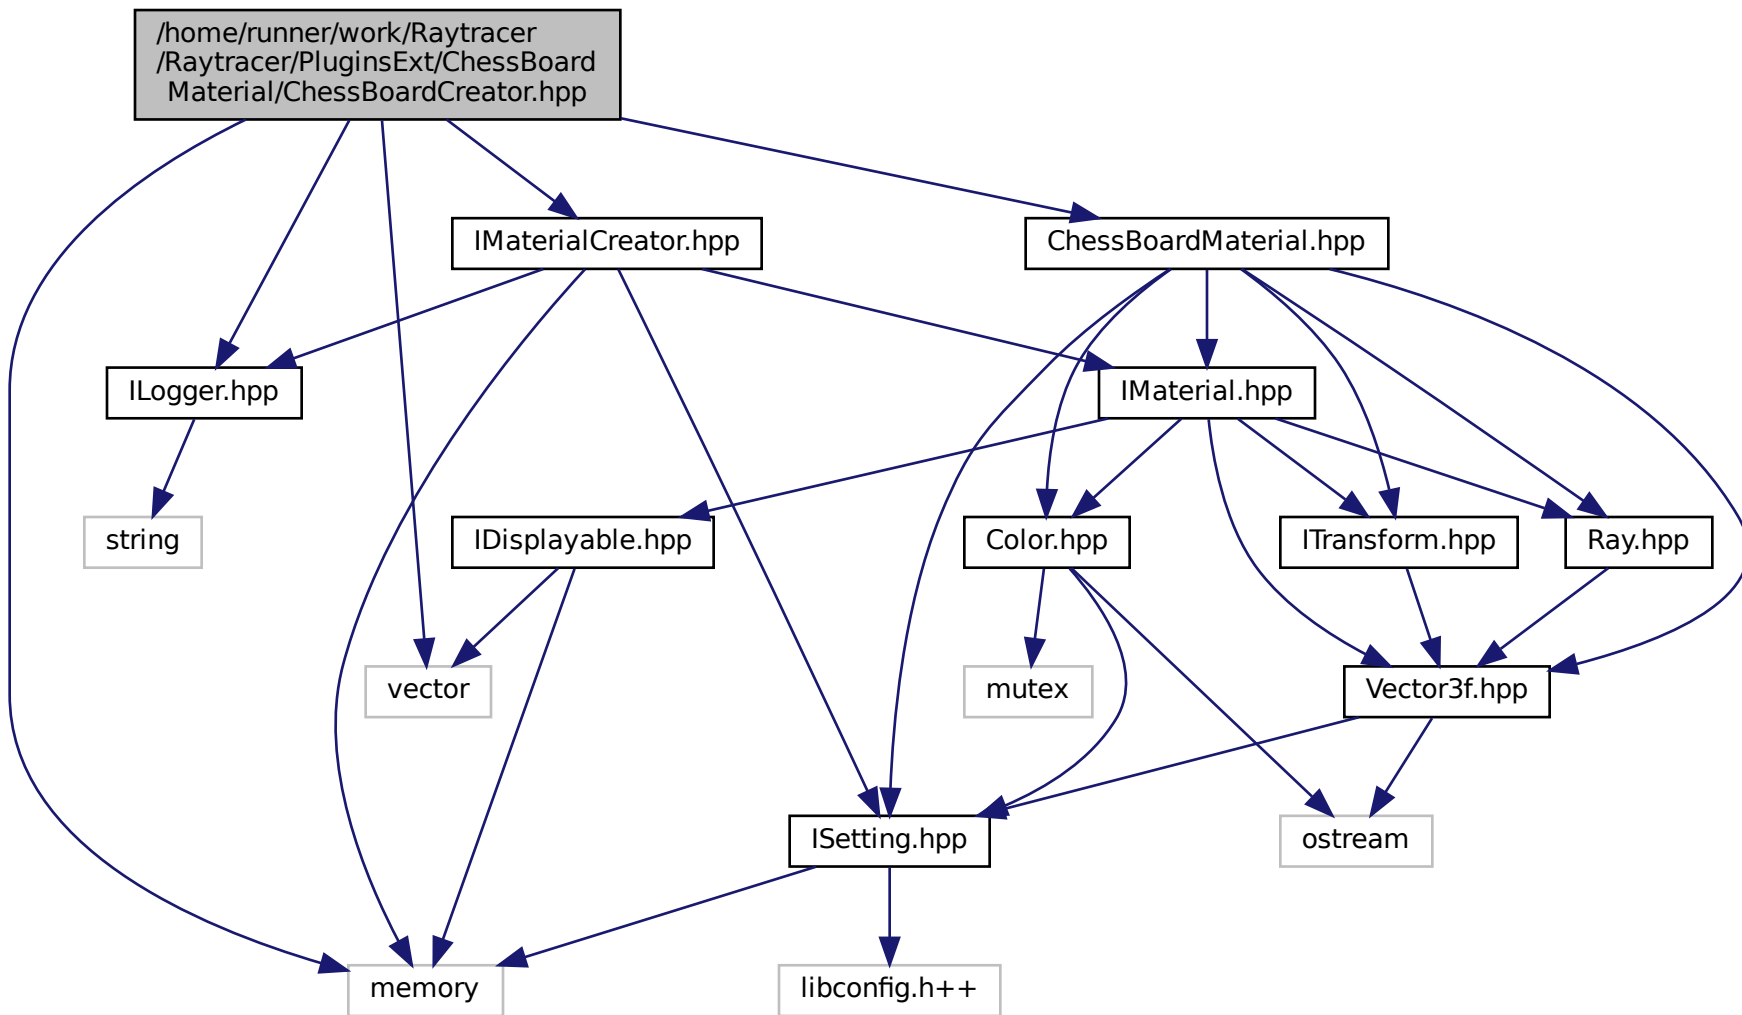 /home/runner/work/Raytracer
/Raytracer/PluginsExt/ChessBoard
Material/ChessBoardCreator.hpp
IMaterialCreator.hpp
ChessBoardMaterial.hpp
ILogger.hpp
IMaterial.hpp
string
IDisplayable.hpp
Color.hpp
ITransform.hpp
Ray.hpp
vector
mutex
Vector3f.hpp
ISetting.hpp
ostream
memory
libconfig.h++